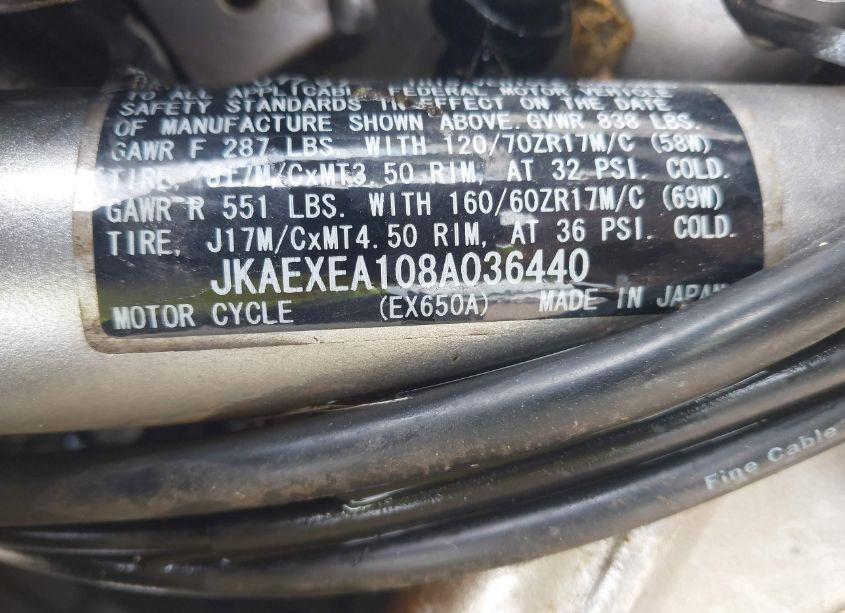 TO ALL APPLICABLE FEDERAL MOTOR VEHICLE
SAFETY STANDARDS IN EFFECT ON THE DATE
OF MANUFACTURE SHOWN ABOVE. GVWR 838 LBS.
GAWR F 287 LBS. WITH 120/70ZR17M/C (58W)
TIRE, J17M/CxMT3.50 RIM, AT 32 PSI. COLD.
GAWR R 551 LBS. WITH 160/60ZR17M/C (69W)
TIRE, J17M/CxMT4.50 RIM, AT 36 PSI. COLD.
JKAEXEA108A036440
MOTOR CYCLE (EX650A) MADE IN JAPAN
Fine Cable